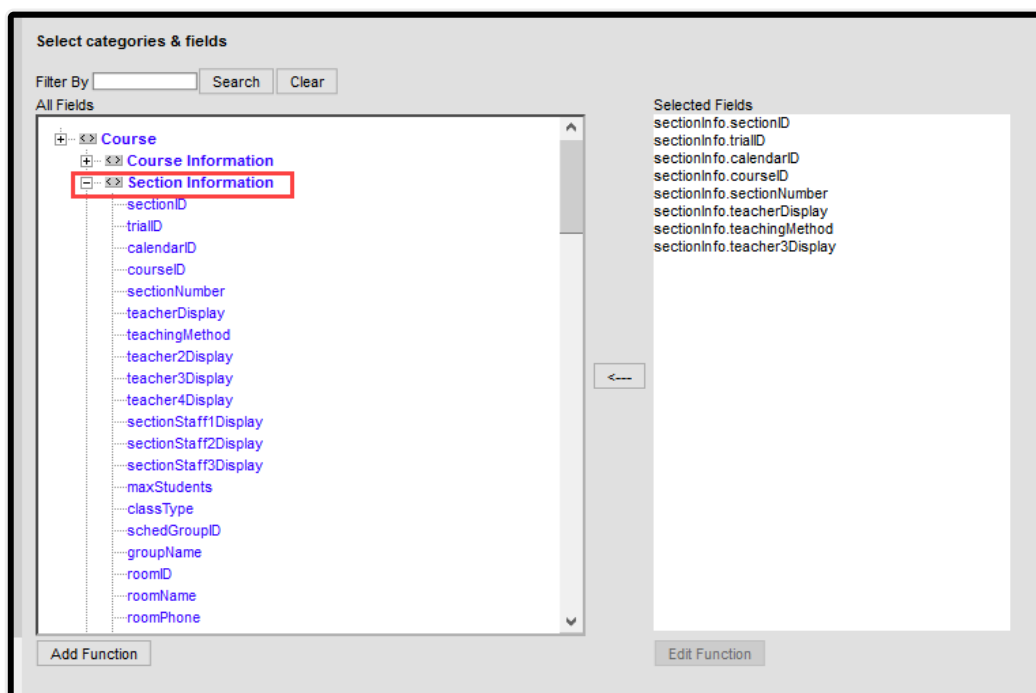 Select categories & fields
Filter By Search Clear
All Fields
Course
Course Information
Section Information
sectionID
trialID
calendarID
courseID
sectionNumber
teacherDisplay
teachingMethod
teacher2Display
teacher3Display
teacher4Display
sectionStaff1Display
sectionStaff2Display
sectionStaff3Display
maxStudents
classType
schedGroupID
groupName
roomID
roomName
roomPhone
Add Function
<---
Selected Fields
sectionInfo.sectionID
sectionInfo.trialID
sectionInfo.calendarID
sectionInfo.courseID
sectionInfo.sectionNumber
sectionInfo.teacherDisplay
sectionInfo.teachingMethod
sectionInfo.teacher3Display
Edit Function